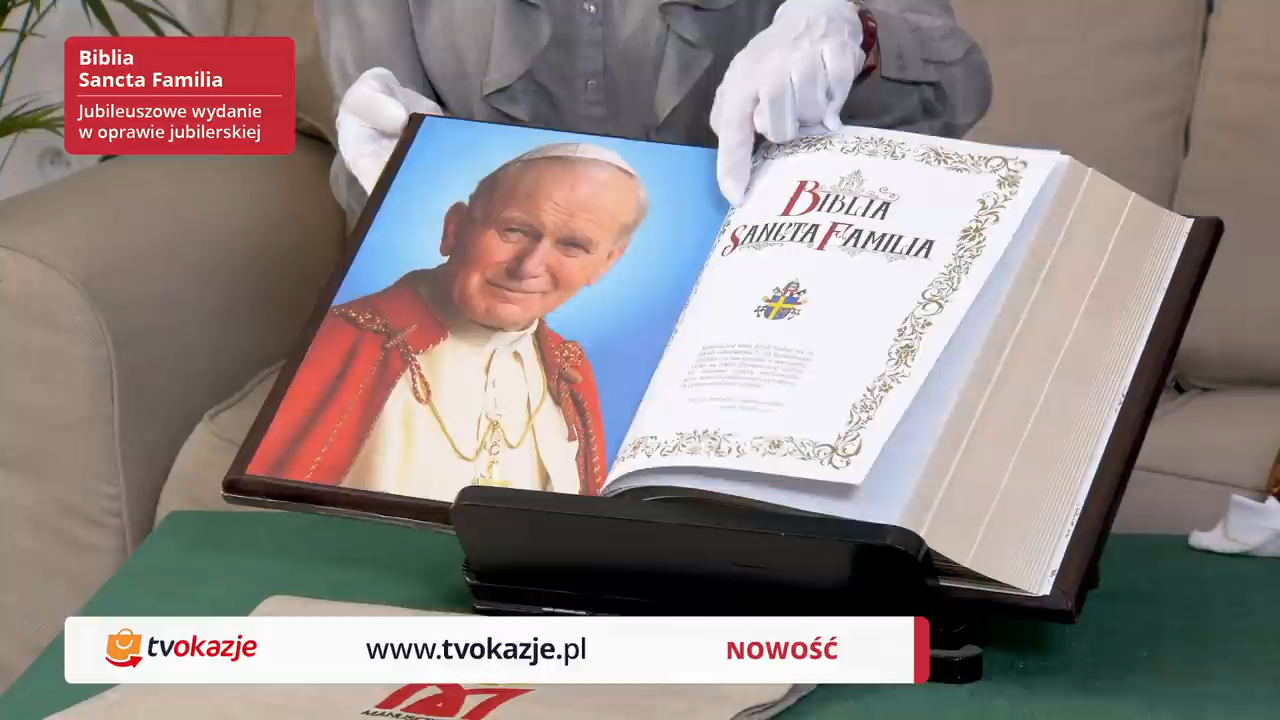 Biblia
Sancta Familia
Jubileuszowe wydanie
w oprawie jubilerskiej
BIBLIA
SANCTA FAMILIA
tvokazje
www.tvokazje.pl
NOWOŚĆ